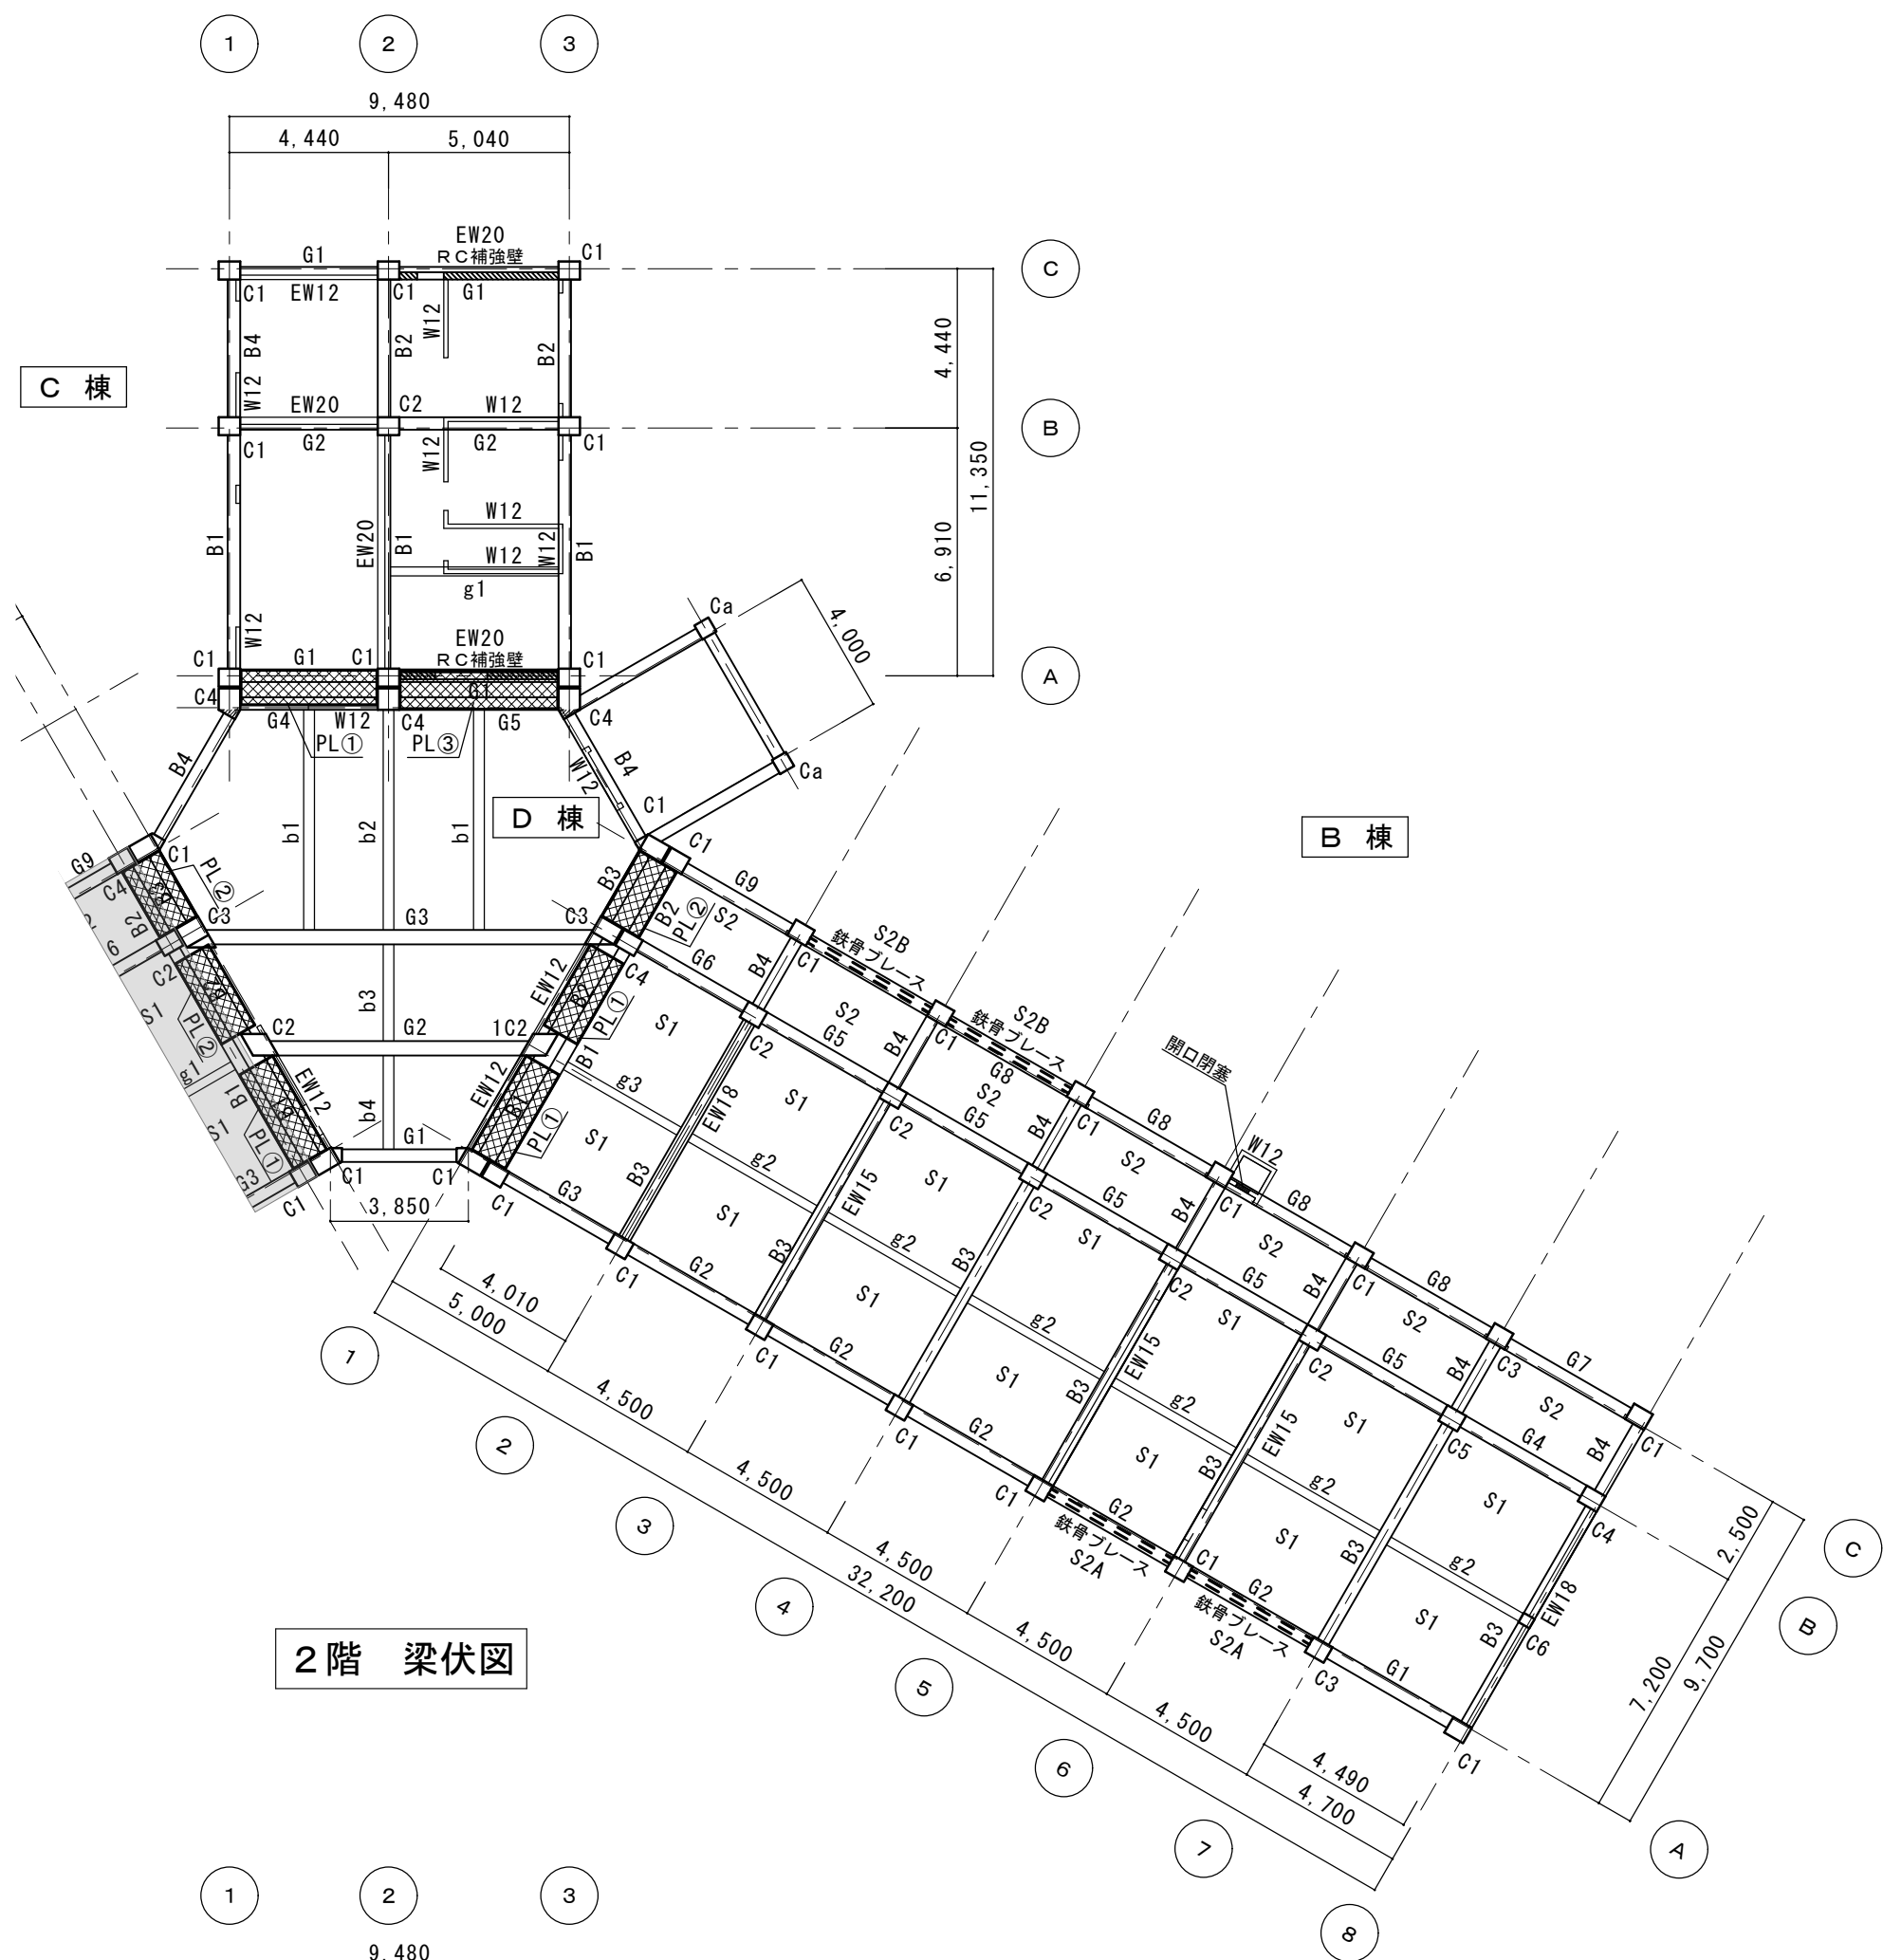 1
2
3
9,480
4,440
5,040
EW20
RC補強壁
G1
C1
C
C1
EW12
C1
G1
W12
B4
B2
B2
4,440
C 棟
W12
EW20
C2
W12
B
C1
G2
W12
G2
C1
11,350
W12
B1
EW20
B1
W12
W12
B1
6,910
g1
W12
EW20
RC補強壁
Ca
4,000
C1
G1
C1
C1
A
G1
C4
G4
W12
C4
G5
C4
PL①
PL③
B4
W12
B4
Ca
C1
D 棟
B 棟
b1
b2
b1
C1
G9
C1
PL②
C4
B3
B2
C3
G3
C3
B3
B2
PL②
G9
S2
S2B
鉄骨ブレース
C1
B4
G6
C4
C2
S1
6
EW12
PL①
B1
b3
G2
C2
1C2
S1
C2
S2
G5
B4
C1
S2B
鉄骨ブレース
G8
S2
C1
開口閉塞
W12
g1
PL②
B1
S1
EW12
PL①
G3
C1
b4
G1
C1
C1
EW12
B1
PL①
g3
S1
EW18
B3
C1
G3
C1
3,850
S1
C2
g2
S1
EW15
B3
G2
C1
G5
B4
C2
S1
g2
S1
B3
G2
C1
G8
S2
B4
C1
G5
C2
S1
g2
S1
EW15
B3
G2
C1
鉄骨ブレース
S2A
G8
S2
B4
C1
G5
C2
S1
g2
S1
EW15
B3
G2
C1
鉄骨ブレース
S2A
G8
S2
B4
C3
G5
C5
S1
g2
S1
B3
G1
C3
G7
S2
B4
C1
G4
C4
S1
g2
S1
EW18
B3
C6
C1
4,010
5,000
4,500
4,500
4,500
4,500
4,500
4,490
4,700
32,200
2,500
7,200
9,700
C
B
A
1
2
3
4
5
6
7
8
2階 梁伏図
1
2
3
9,480